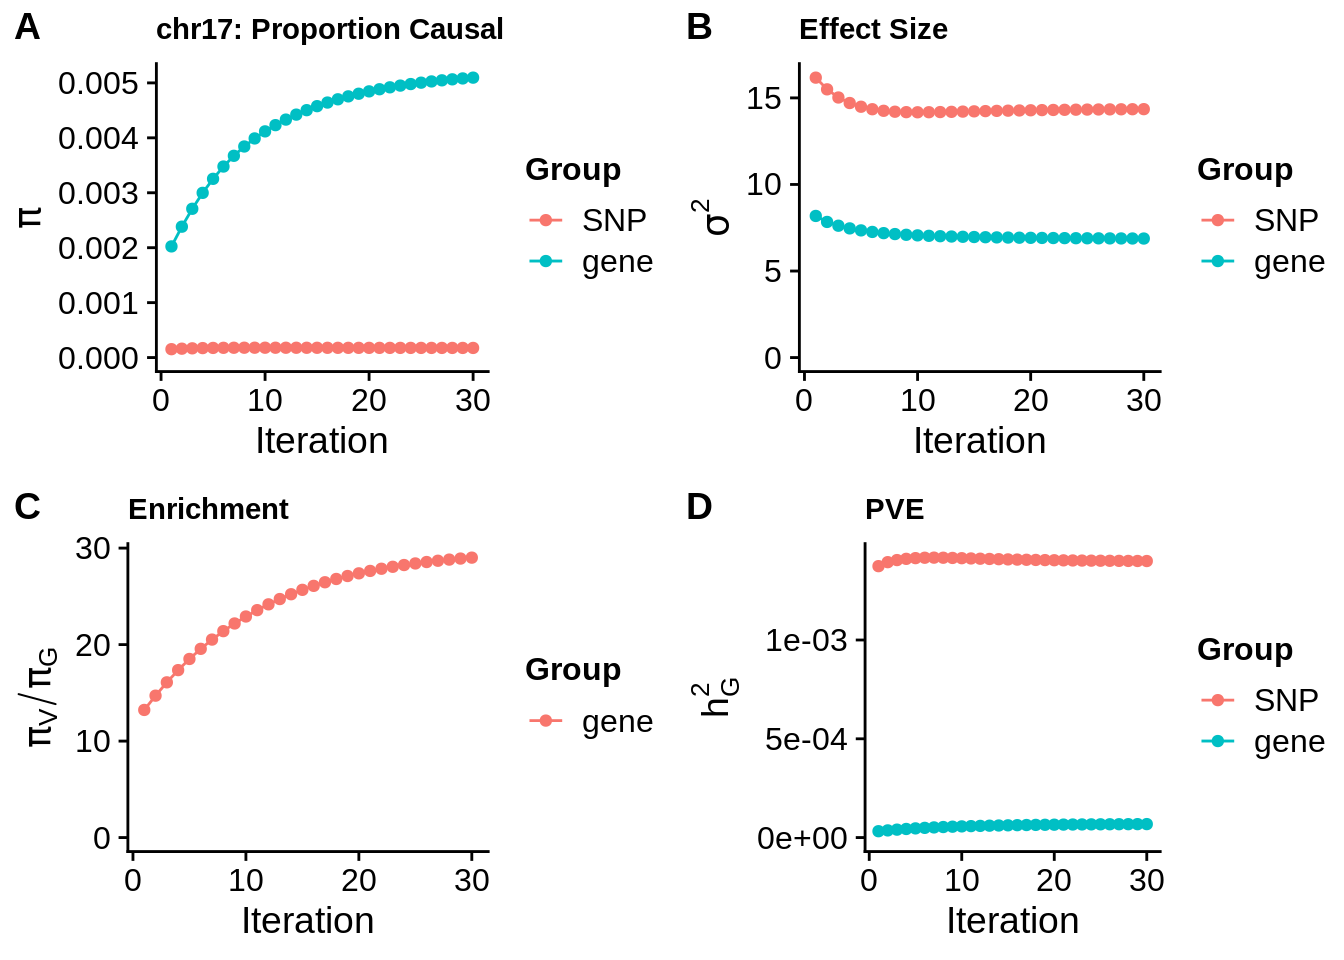 A
chr17: Proportion Causal
0.005
0.004
0.003
0.002
0.001
0.000
π
0 10 20 30
Iteration
Group
SNP
gene
B
Effect Size
15
10
5
0
σ²
0 10 20 30
Iteration
Group
SNP
gene
C
Enrichment
30
20
10
0
πV/πG
0 10 20 30
Iteration
Group
gene
D
PVE
1e-03
5e-04
0e+00
h²G
0 10 20 30
Iteration
Group
SNP
gene